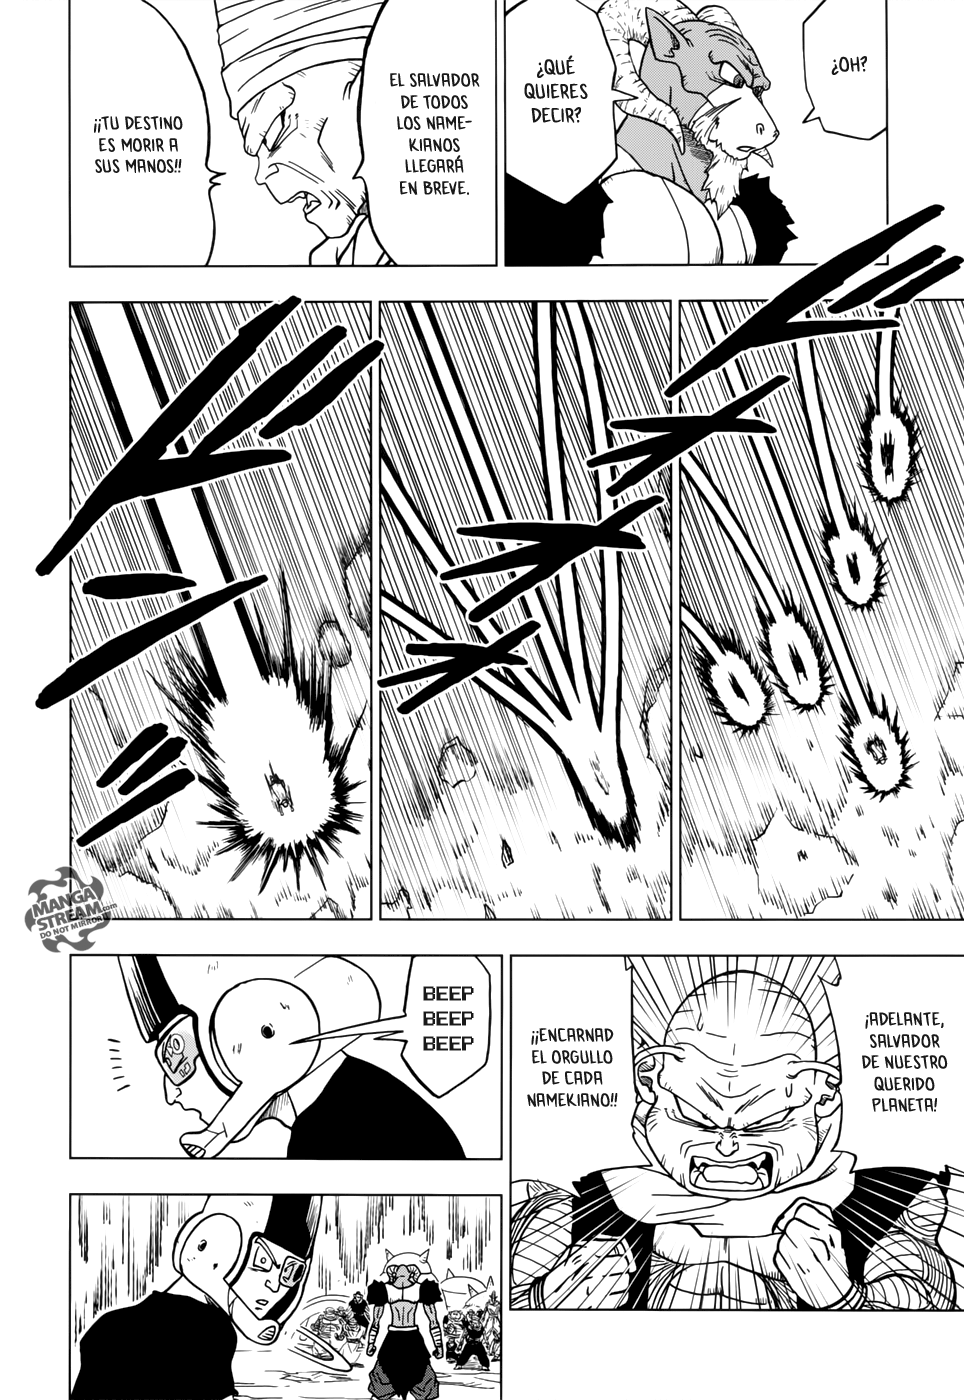 ¿OH?
¿QUÉ
QUIERES
DECIR?
EL SALVADOR
DE TODOS
LOS NAME-
KIANOS
LLEGARÁ
EN BREVE.
¡¡TU DESTINO
ES MORIR A
SUS MANOS!!
MANGA
STREAM.com
DO NOT MIRROR
¡ADELANTE,
SALVADOR
DE NUESTRO
QUERIDO
PLANETA!
¡¡ENCARNAD
EL ORGULLO
DE CADA
NAMEKIANO!!
BEEP
BEEP
BEEP